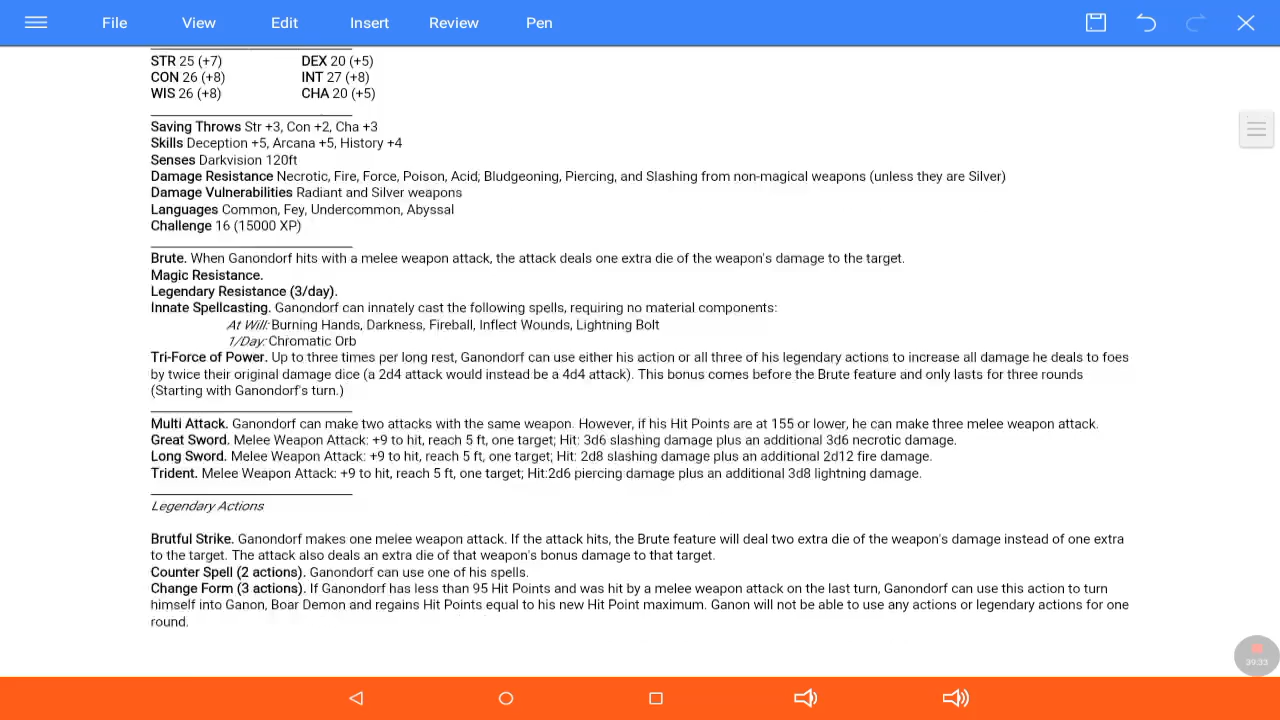 File View Edit Insert Review Pen
STR 25 (+7) DEX 20 (+5)
CON 26 (+8) INT 27 (+8)
WIS 26 (+8) CHA 20 (+5)
Saving Throws Str +3, Con +2, Cha +3
Skills Deception +5, Arcana +5, History +4
Senses Darkvision 120ft
Damage Resistance Necrotic, Fire, Force, Poison, Acid; Bludgeoning, Piercing, and Slashing from non-magical weapons (unless they are Silver)
Damage Vulnerabilities Radiant and Silver weapons
Languages Common, Fey, Undercommon, Abyssal
Challenge 16 (15000 XP)
Brute. When Ganondorf hits with a melee weapon attack, the attack deals one extra die of the weapon's damage to the target.
Magic Resistance.
Legendary Resistance (3/day).
Innate Spellcasting. Ganondorf can innately cast the following spells, requiring no material components:
At Will: Burning Hands, Darkness, Fireball, Inflect Wounds, Lightning Bolt
1/Day: Chromatic Orb
Tri-Force of Power. Up to three times per long rest, Ganondorf can use either his action or all three of his legendary actions to increase all damage he deals to foes
by twice their original damage dice (a 2d4 attack would instead be a 4d4 attack). This bonus comes before the Brute feature and only lasts for three rounds
(Starting with Ganondorf's turn.)
Multi Attack. Ganondorf can make two attacks with the same weapon. However, if his Hit Points are at 155 or lower, he can make three melee weapon attack.
Great Sword. Melee Weapon Attack: +9 to hit, reach 5 ft, one target; Hit: 3d6 slashing damage plus an additional 3d6 necrotic damage.
Long Sword. Melee Weapon Attack: +9 to hit, reach 5 ft, one target; Hit: 2d8 slashing damage plus an additional 2d12 fire damage.
Trident. Melee Weapon Attack: +9 to hit, reach 5 ft, one target; Hit:2d6 piercing damage plus an additional 3d8 lightning damage.
Legendary Actions
Brutful Strike. Ganondorf makes one melee weapon attack. If the attack hits, the Brute feature will deal two extra die of the weapon's damage instead of one extra
to the target. The attack also deals an extra die of that weapon's bonus damage to that target.
Counter Spell (2 actions). Ganondorf can use one of his spells.
Change Form (3 actions). If Ganondorf has less than 95 Hit Points and was hit by a melee weapon attack on the last turn, Ganondorf can use this action to turn
himself into Ganon, Boar Demon and regains Hit Points equal to his new Hit Point maximum. Ganon will not be able to use any actions or legendary actions for one
round.
39:33